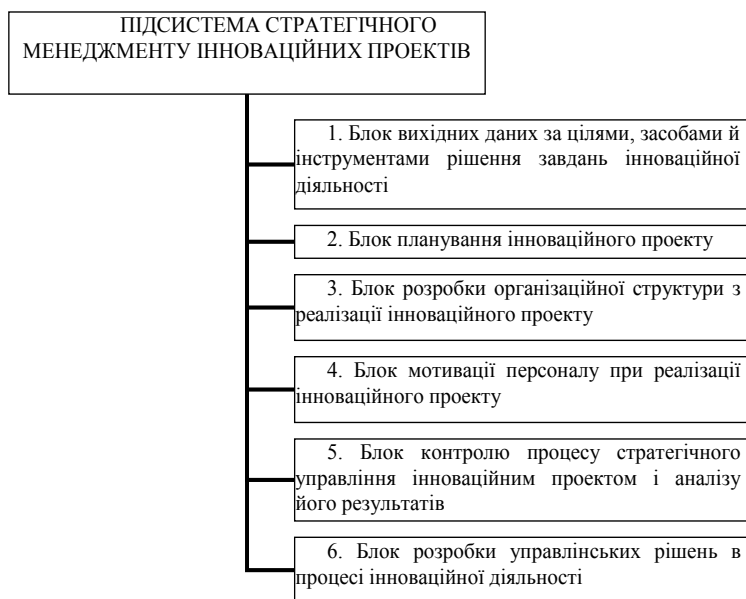 ПІДСИСТЕМА СТРАТЕГІЧНОГО
МЕНЕДЖМЕНТУ ІННОВАЦІЙНИХ ПРОЕКТІВ
1. Блок вихідних даних за цілями, засобами й
інструментами рішення завдань інноваційної
діяльності
2. Блок планування інноваційного проекту
3. Блок розробки організаційної структури з
реалізації інноваційного проекту
4. Блок мотивації персоналу при реалізації
інноваційного проекту
5. Блок контролю процесу стратегічного
управління інноваційним проектом і аналізу
його результатів
6. Блок розробки управлінських рішень в
процесі інноваційної діяльності